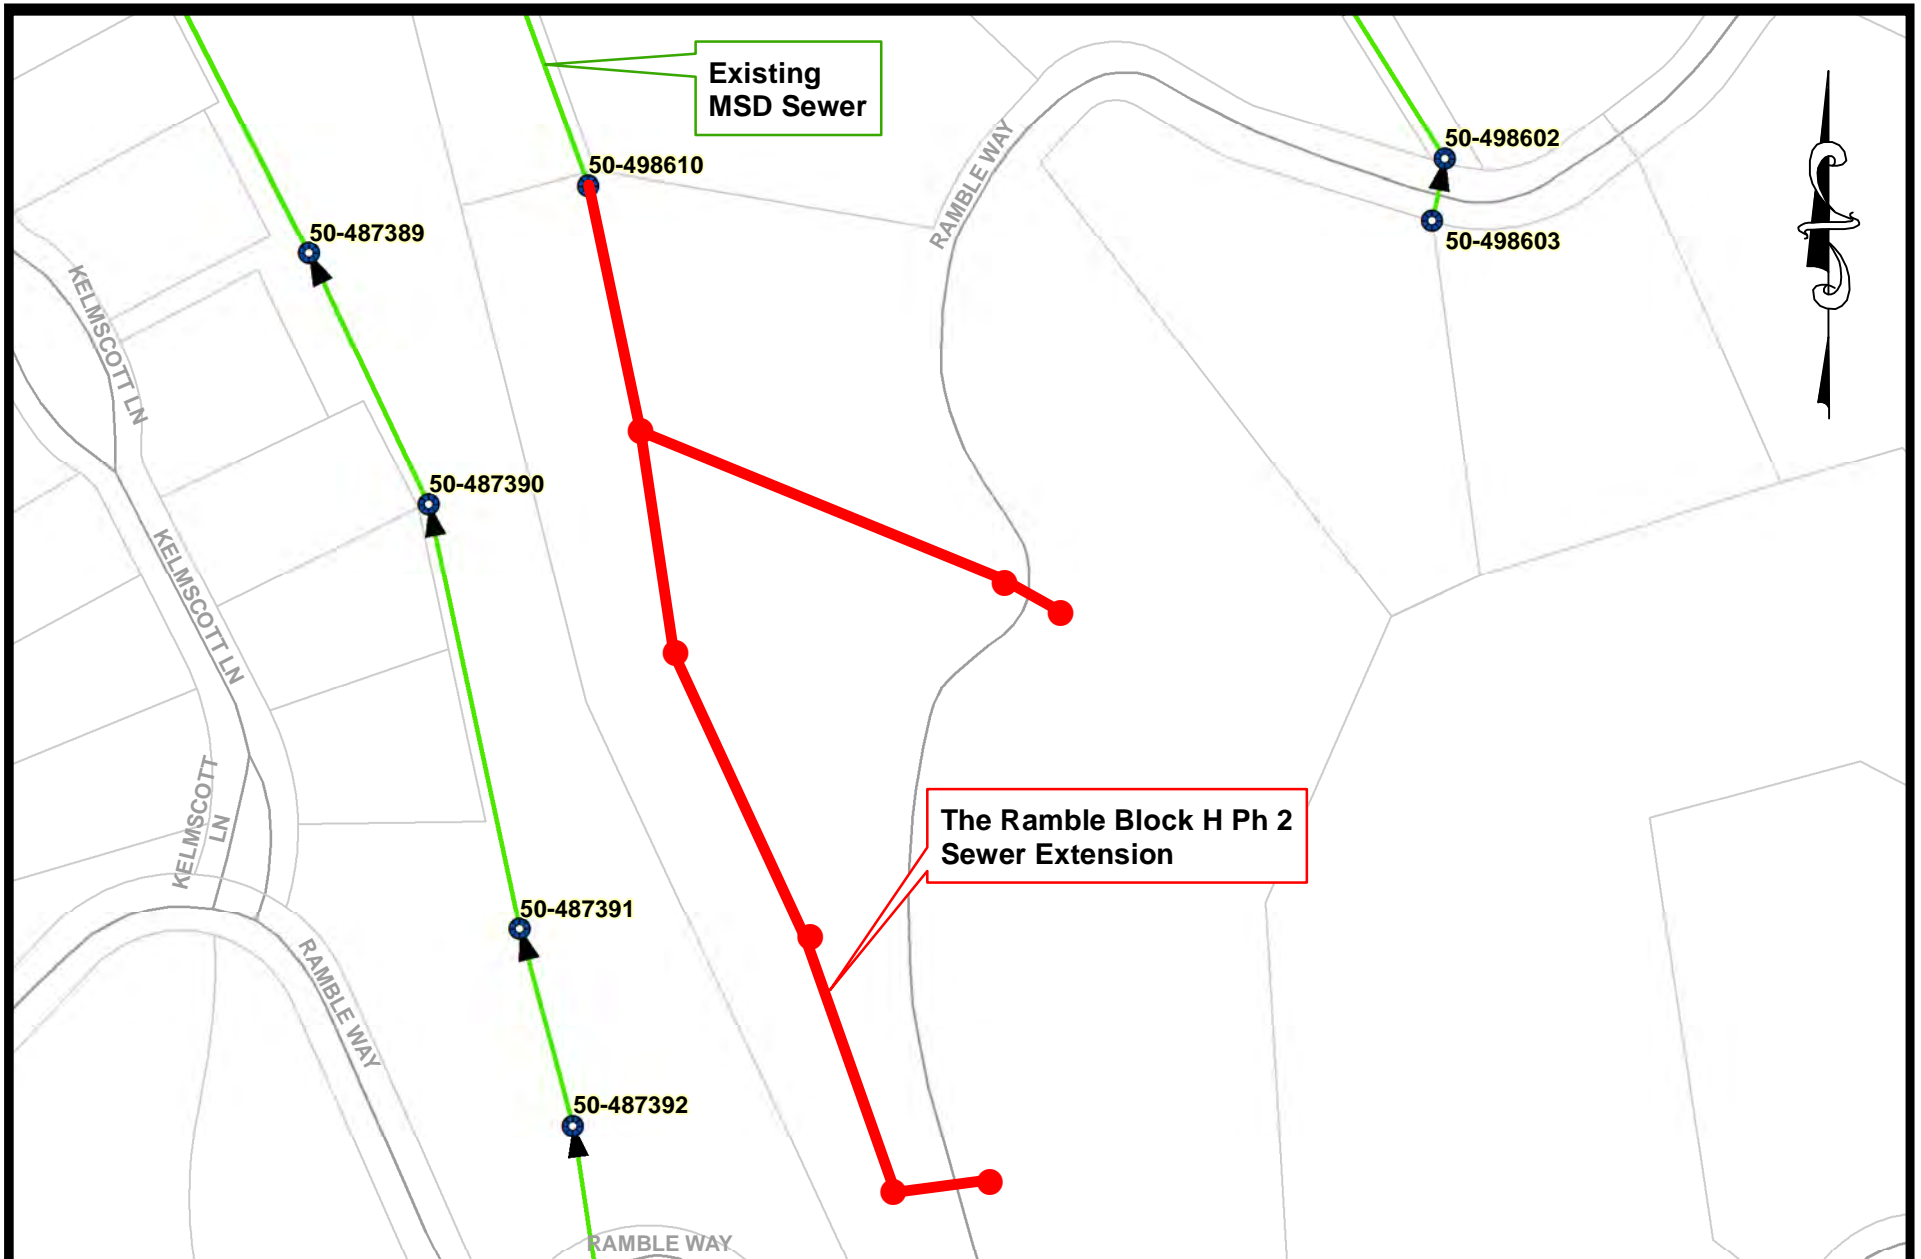 Existing
MSD Sewer
50-498602
50-498610
RAMBLE WAY
50-487389
50-498603
KELMSCOTT LN
50-487390
KELMSCOTT LN
KELMSCOTT
LN
The Ramble Block H Ph 2
Sewer Extension
50-487391
RAMBLE WAY
50-487392
RAMBLE WAY